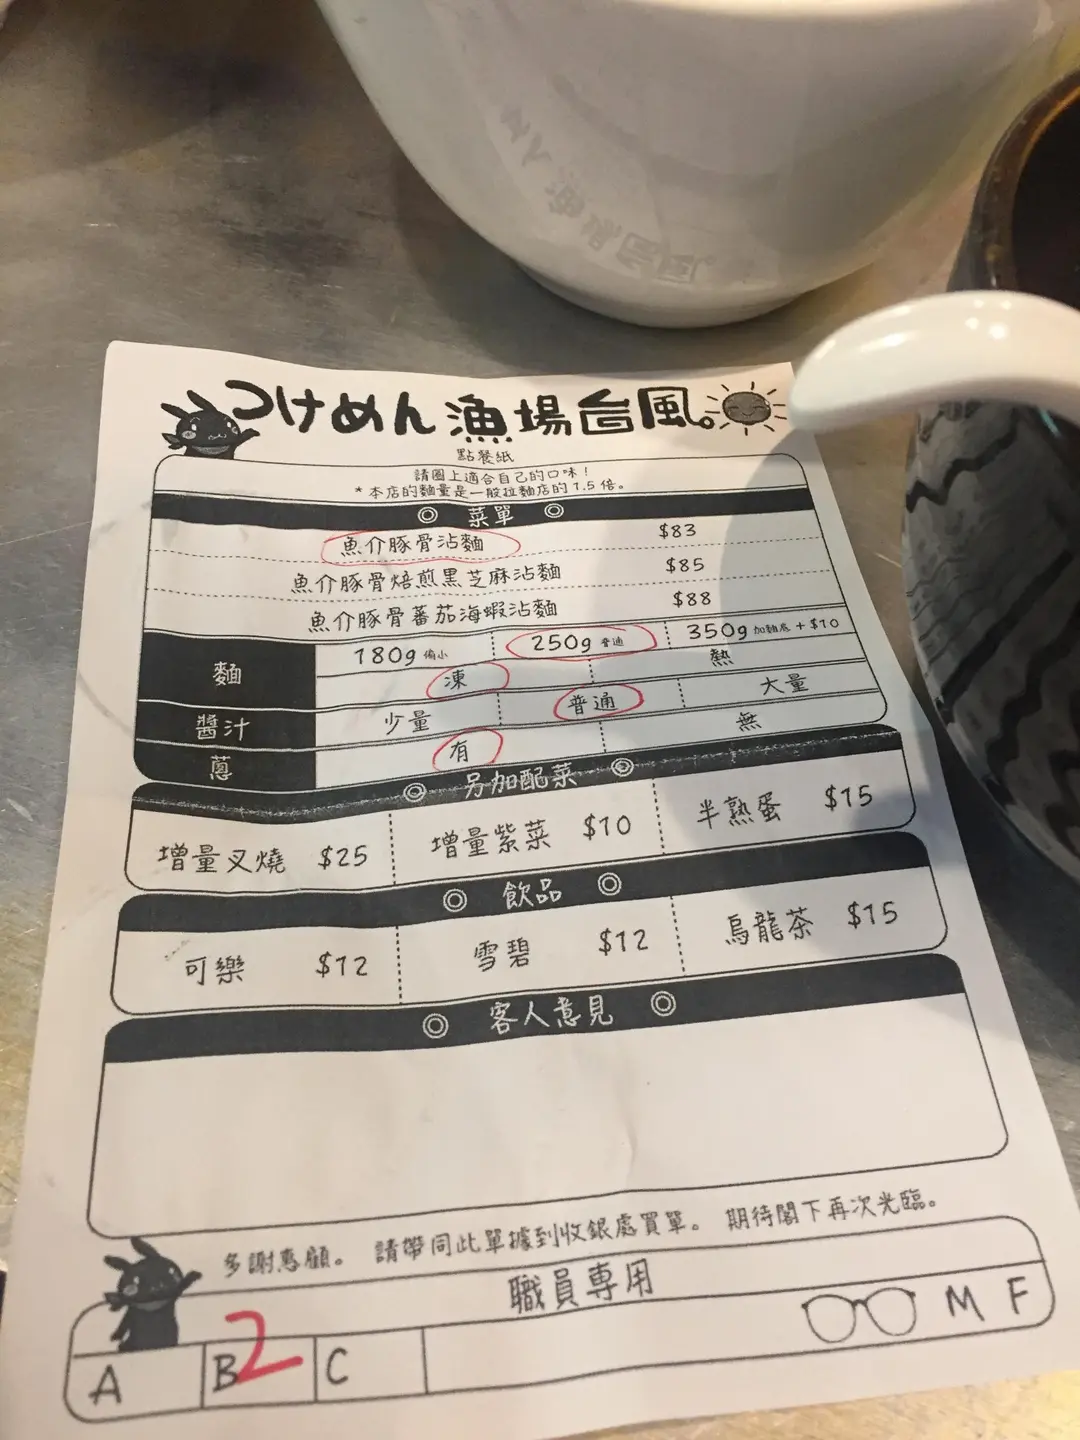 つけめん 漁場台風。
點餐紙
請圈上適合自己的口味！
*本店的麵量是一般拉麵店的1.5倍。
◎ 菜單 ◎
魚介豚骨沾麵 $83
魚介豚骨焙煎黑芝麻沾麵 $85
魚介豚骨蕃茄海蝦沾麵 $88
麵 180g 偏小 250g 普通 350g 加麵底 + $10
凍 熱
醬汁 少量 普通 大量
蔥 有 無
◎ 另加配菜 ◎
增量叉燒 $25 增量紫菜 $10 半熟蛋 $15
◎ 飲品 ◎
可樂 $12 雪碧 $12 烏龍茶 $15
◎ 客人意見 ◎
多謝惠顧。 請帶同此單據到收銀處買單。 期待閣下再次光臨。
職員専用
A B 2 C M F